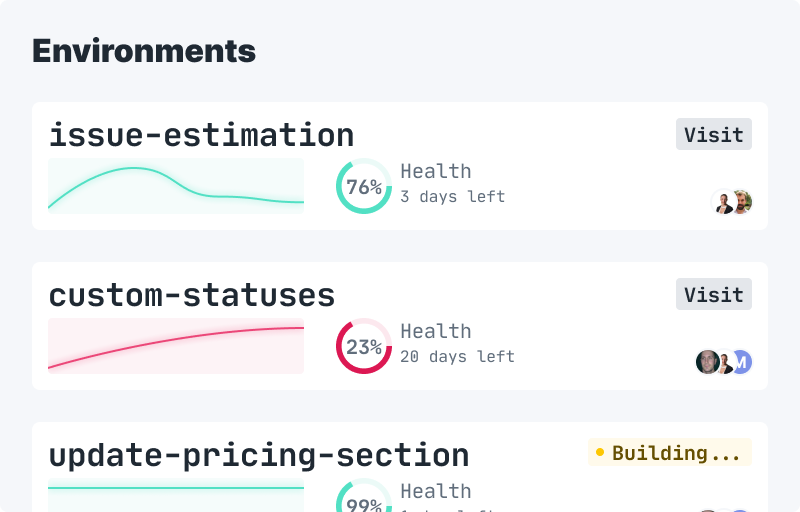 Environments
issue-estimation
Visit
76%
Health
3 days left
custom-statuses
Visit
23%
Health
20 days left
M
update-pricing-section
Building...
99%
Health